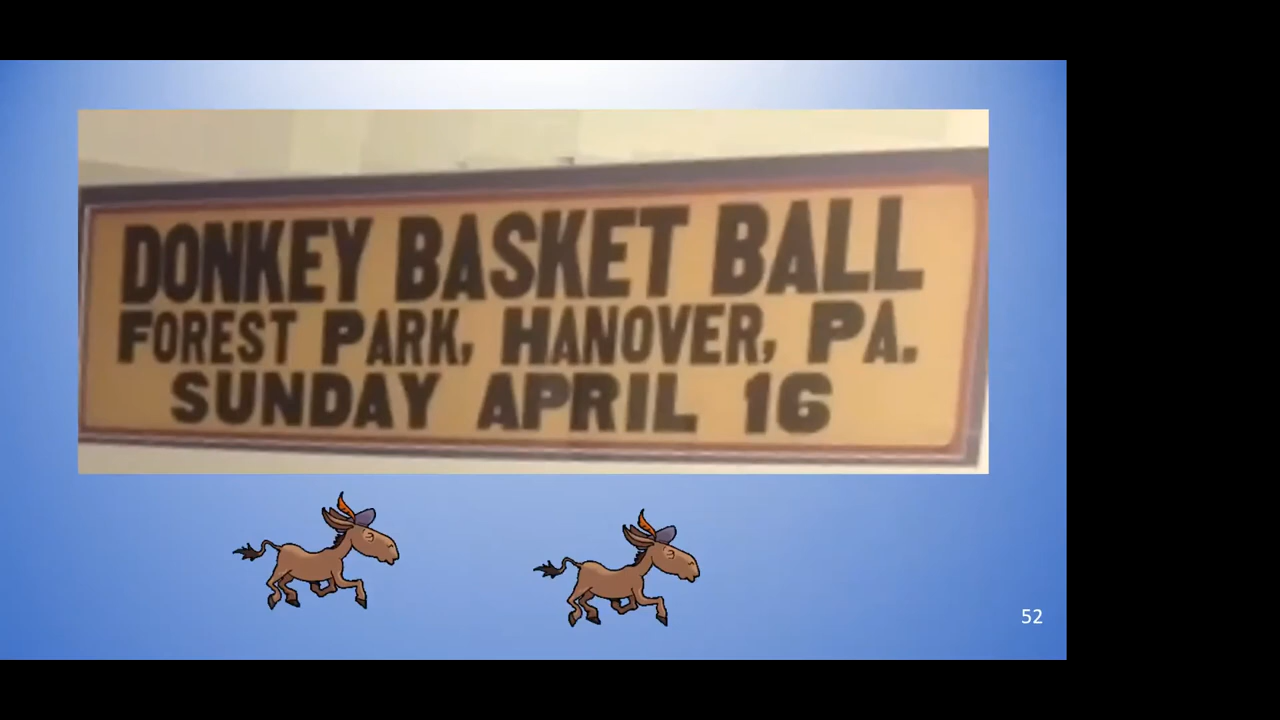 DONKEY BASKET BALL
FOREST PARK, HANOVER, PA.
SUNDAY APRIL 16
52